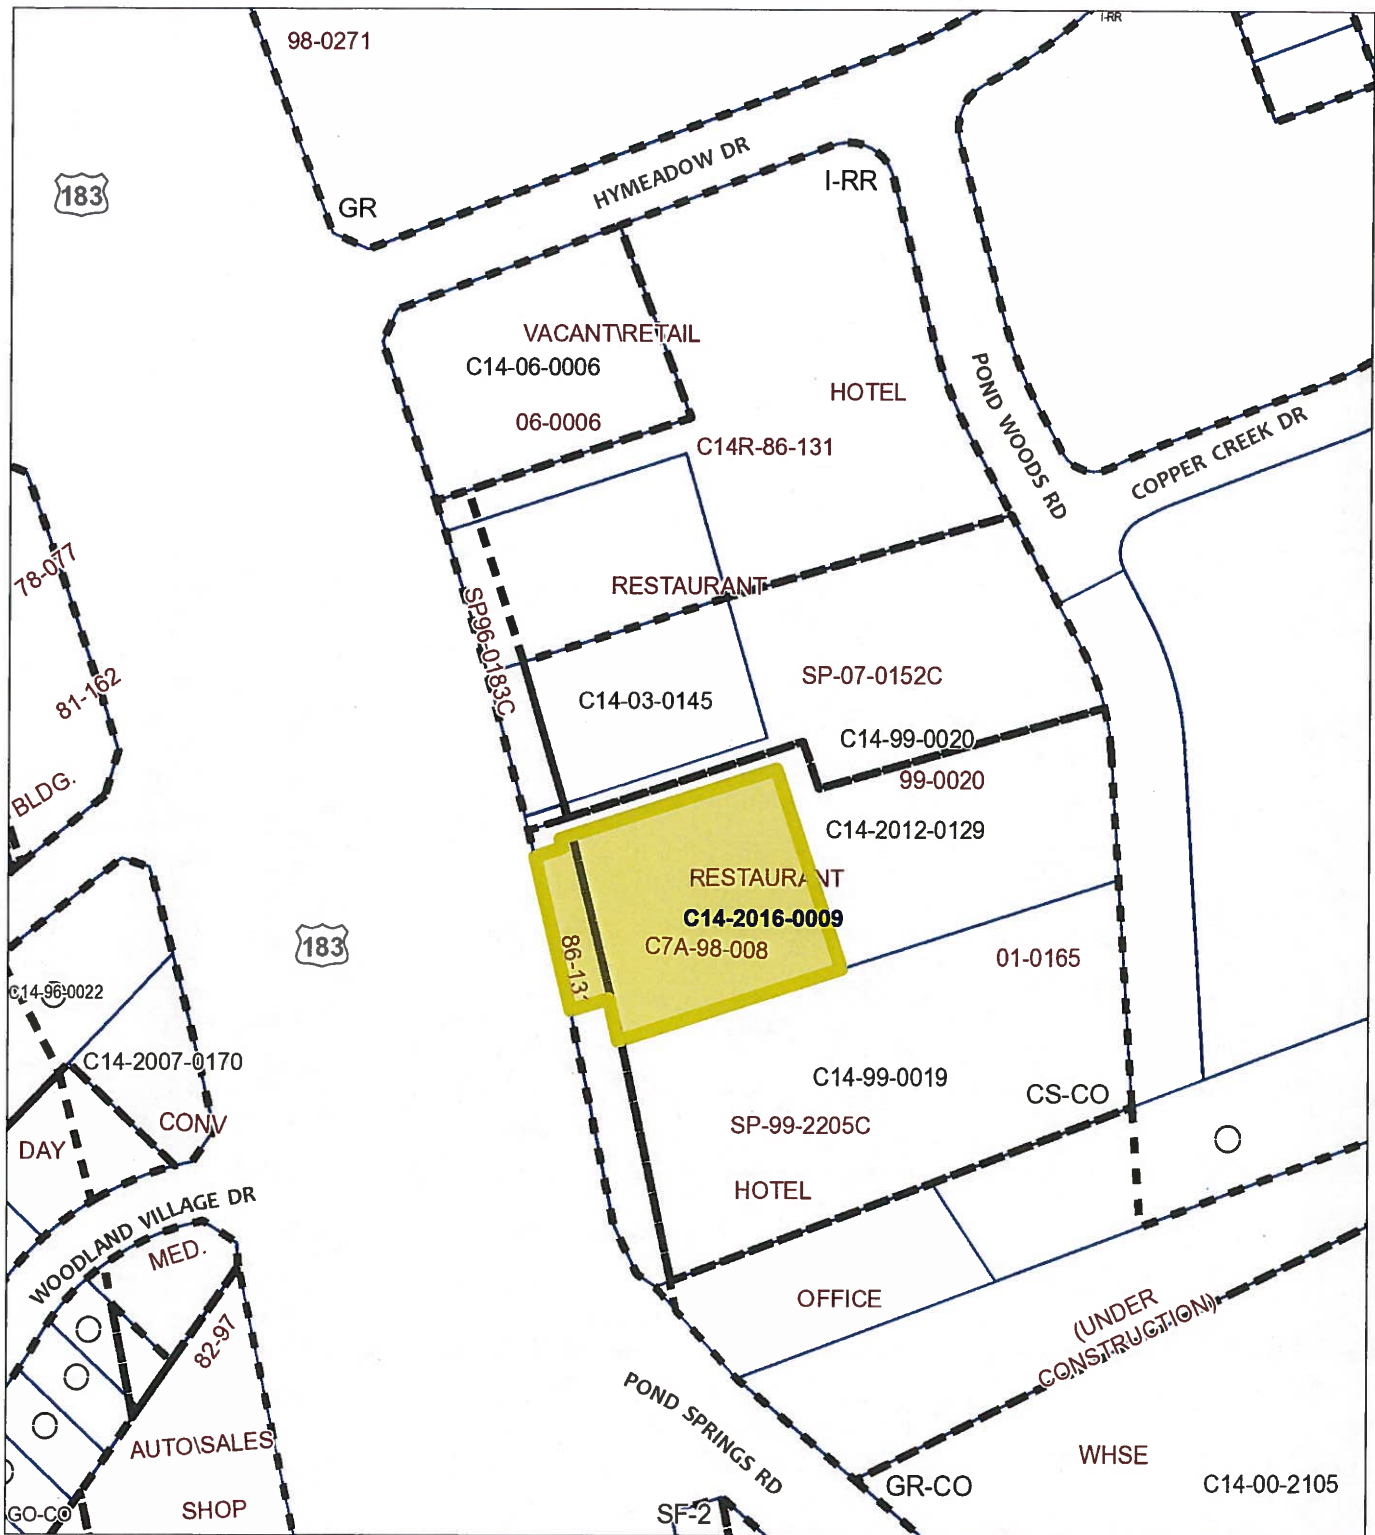 98-0271
I-RR
183
GR
HYMEADOW DR
I-RR
VACANT\RETAIL
C14-06-0006
06-0006
HOTEL
C14R-86-131
POND WOODS RD
COPPER CREEK DR
78-077
81-162
BLDG.
SP96-0183C
RESTAURANT
C14-03-0145
SP-07-0152C
C14-99-0020
99-0020
C14-2012-0129
RESTAURANT
C14-2016-0009
C7A-98-008
86-131
183
01-0165
C14-96-0022
C14-2007-0170
CONV
DAY
C14-99-0019
CS-CO
SP-99-2205C
HOTEL
WOODLAND VILLAGE DR
MED.
82-97
OFFICE
(UNDER
CONSTRUCTION)
POND SPRINGS RD
AUTO\SALES
SHOP
GO-CO
SF-2
WHSE
GR-CO
C14-00-2105